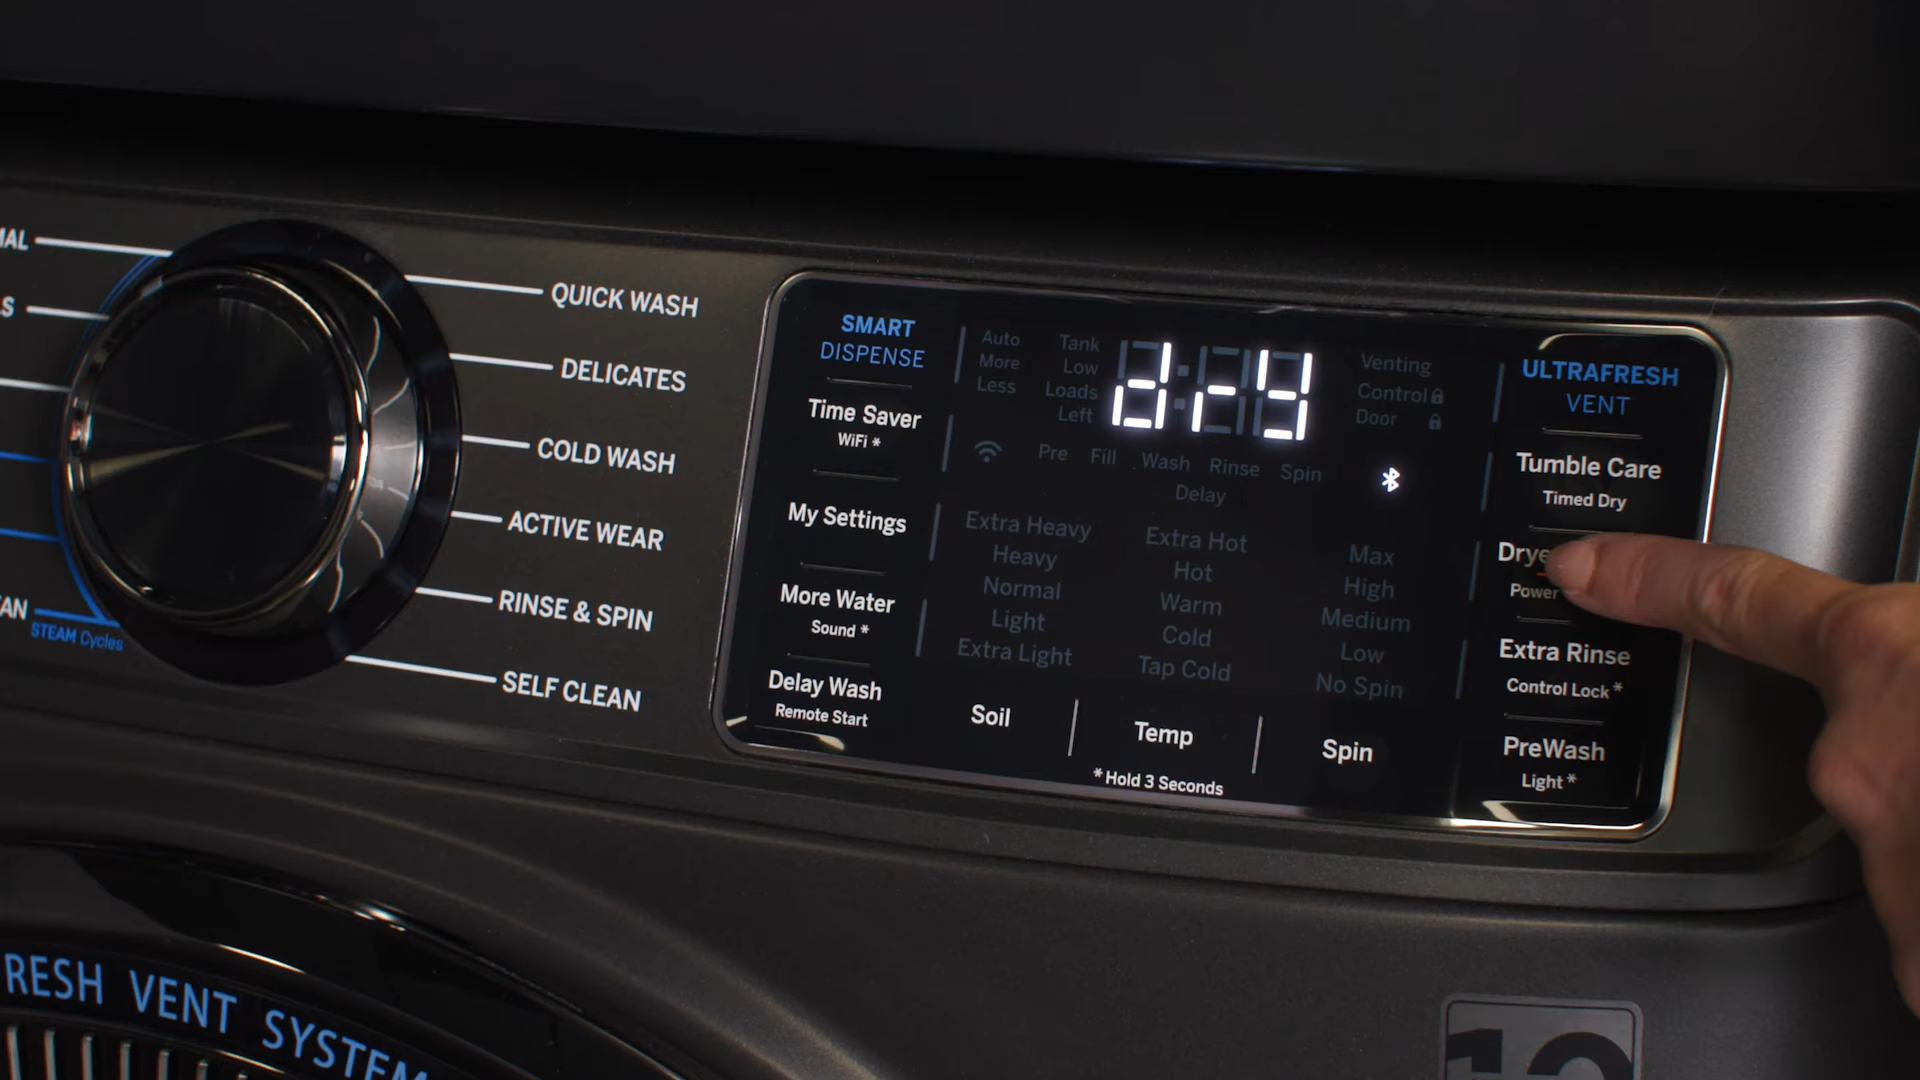 QUICK WASH
DELICATES
COLD WASH
ACTIVE WEAR
RINSE & SPIN
SELF CLEAN
STEAM Cycles
SMART
DISPENSE
Time Saver
WiFi *
My Settings
More Water
Sound *
Delay Wash
Remote Start
Auto
More
Less
Tank
Low
Loads
Left
dry
Venting
Control
Door
Pre Fill Wash Rinse Spin
Delay
Extra Heavy
Heavy
Normal
Light
Extra Light
Soil
Extra Hot
Hot
Warm
Cold
Tap Cold
Temp
Max
High
Medium
Low
No Spin
Spin
*Hold 3 Seconds
ULTRAFRESH
VENT
Tumble Care
Timed Dry
Power
Extra Rinse
Control Lock *
PreWash
Light *
VENT SYSTEM